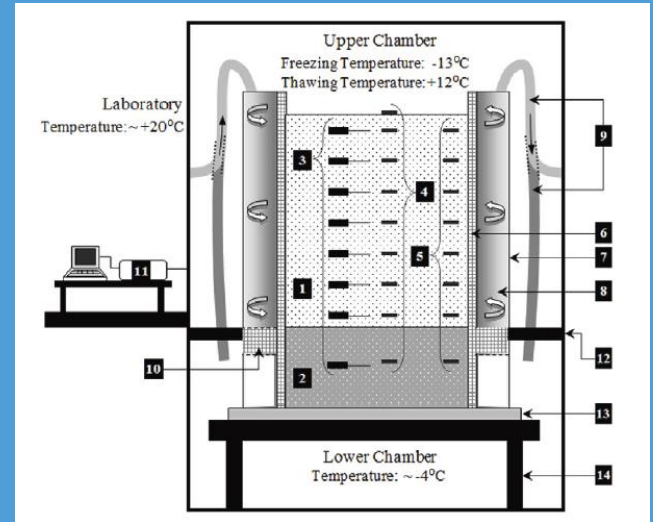 Upper Chamber
Freezing Temperature: -13°C
Thawing Temperature:+12°C
Laboratory
Temperature:~+20°C
9
3
4
6
5
7
11
1
8
12
10
2
13
Lower Chamber
Temperature: ~-4°C
14